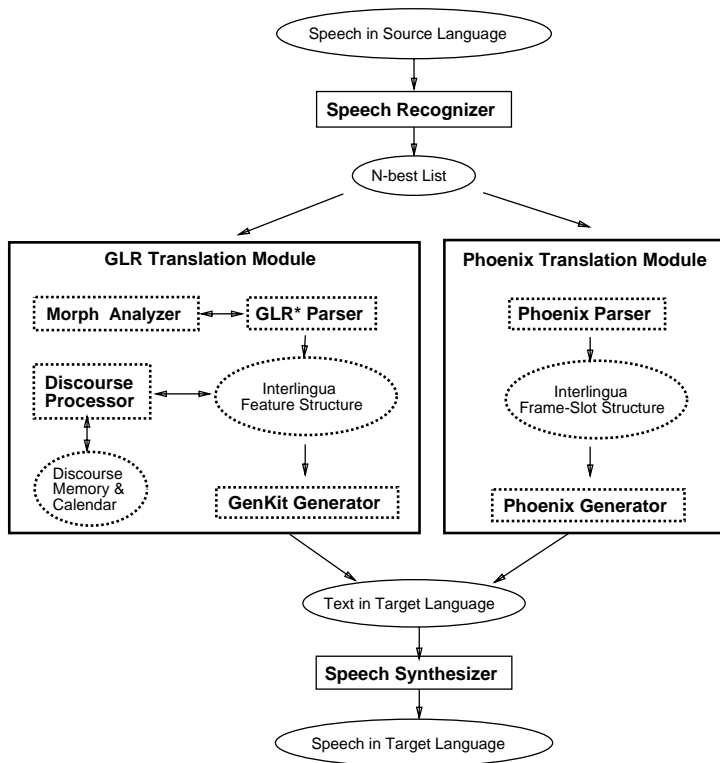 Speech in Source Language
Speech Recognizer
N-best List
GLR Translation Module
Morph Analyzer
GLR* Parser
Discourse
Processor
Interlingua
Feature Structure
Discourse
Memory &
Calendar
GenKit Generator
Phoenix Translation Module
Phoenix Parser
Interlingua
Frame-Slot Structure
Phoenix Generator
Text in Target Language
Speech Synthesizer
Speech in Target Language